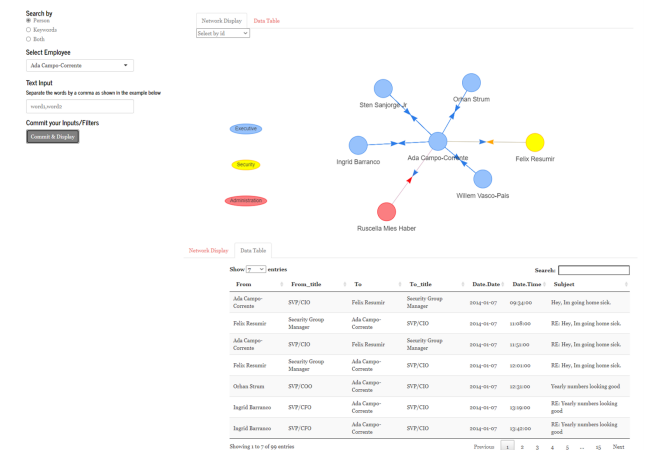 Search by
Person
Keywords
Both
Select Employee
Ada Campo-Corrente
Text Input
Separate the words by a comma as shown in the example below
word1,word2
Commit your Inputs/Filters
Commit & Display
Network Display Data Table
Select by id
Executive
Security
Administration
Sten Sanjorge Jr
Orhan Strum
Ingrid Barranco
Ada Campo-Corrente
Felix Resumir
Willem Vasco-Pais
Ruscella Mies Haber
Network Display Data Table
Show 7 entries
Search:
From From_title To To_title Date.Date Date.Time Subject
Ada Campo-
Corrente SVP/CIO Felix Resumir Security Group
Manager 2014-01-07 09:34:00 Hey, Im going home sick.
Felix Resumir Security Group
Manager Ada Campo-
Corrente SVP/CIO 2014-01-07 11:08:00 RE: Hey, Im going home sick.
Ada Campo-
Corrente SVP/CIO Felix Resumir Security Group
Manager 2014-01-07 11:51:00 RE: Hey, Im going home sick.
Felix Resumir Security Group
Manager Ada Campo-
Corrente SVP/CIO 2014-01-07 12:01:00 RE: Hey, Im going home sick.
Orhan Strum SVP/COO Ada Campo-
Corrente SVP/CIO 2014-01-07 12:51:00 Yearly numbers looking good
Ingrid Barranco SVP/CFO Ada Campo-
Corrente SVP/CIO 2014-01-07 13:19:00 RE: Yearly numbers looking
good
Ingrid Barranco SVP/CFO Ada Campo-
Corrente SVP/CIO 2014-01-07 13:42:00 RE: Yearly numbers looking
good
Showing 1 to 7 of 99 entries
Previous 1 2 3 4 5 ... 15 Next